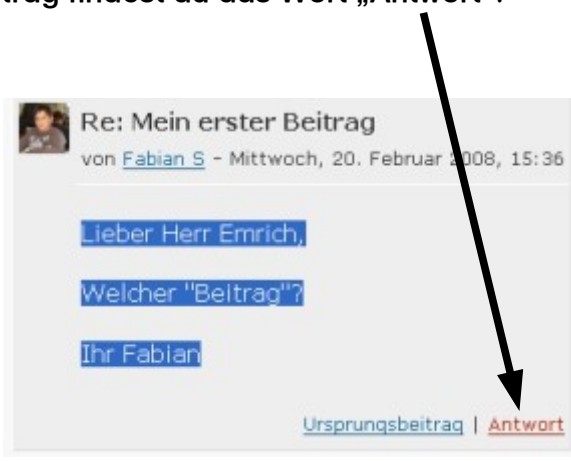 findest du das Wort „Antwort“.
Re: Mein erster Beitrag
von Fabian S - Mittwoch, 20. Februar 2008, 15:36
Lieber Herr Emrich,
Welcher "Beitrag"?
Ihr Fabian
Ursprungsbeitrag | Antwort